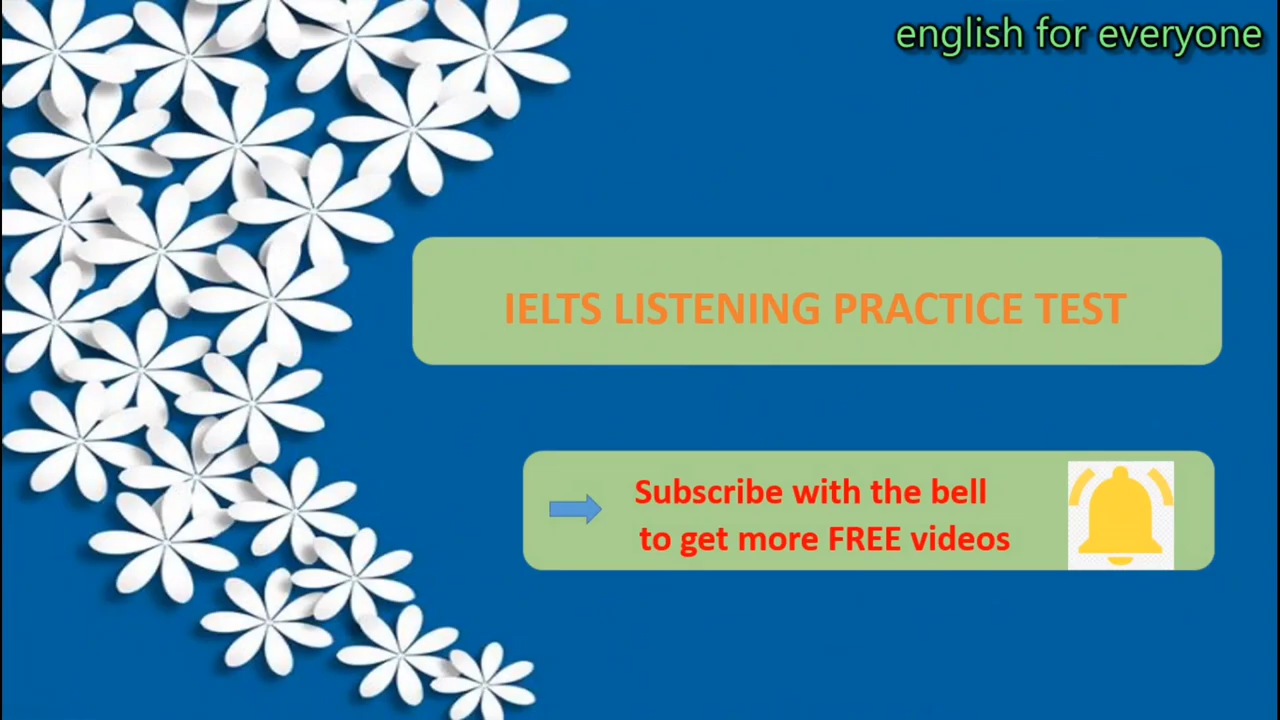 english for everyone
IELTS LISTENING PRACTICE TEST
Subscribe with the bell
to get more FREE videos